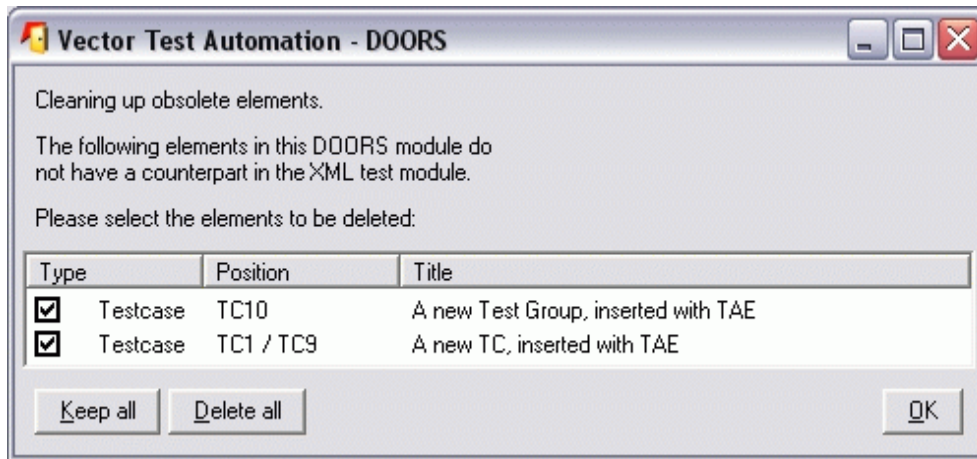 Vector Test Automation - DOORS
Cleaning up obsolete elements.
The following elements in this DOORS module do
not have a counterpart in the XML test module.
Please select the elements to be deleted:
Type Position Title
Testcase TC10 A new Test Group, inserted with TAE
Testcase TC1 / TC9 A new TC, inserted with TAE
Keep all Delete all OK